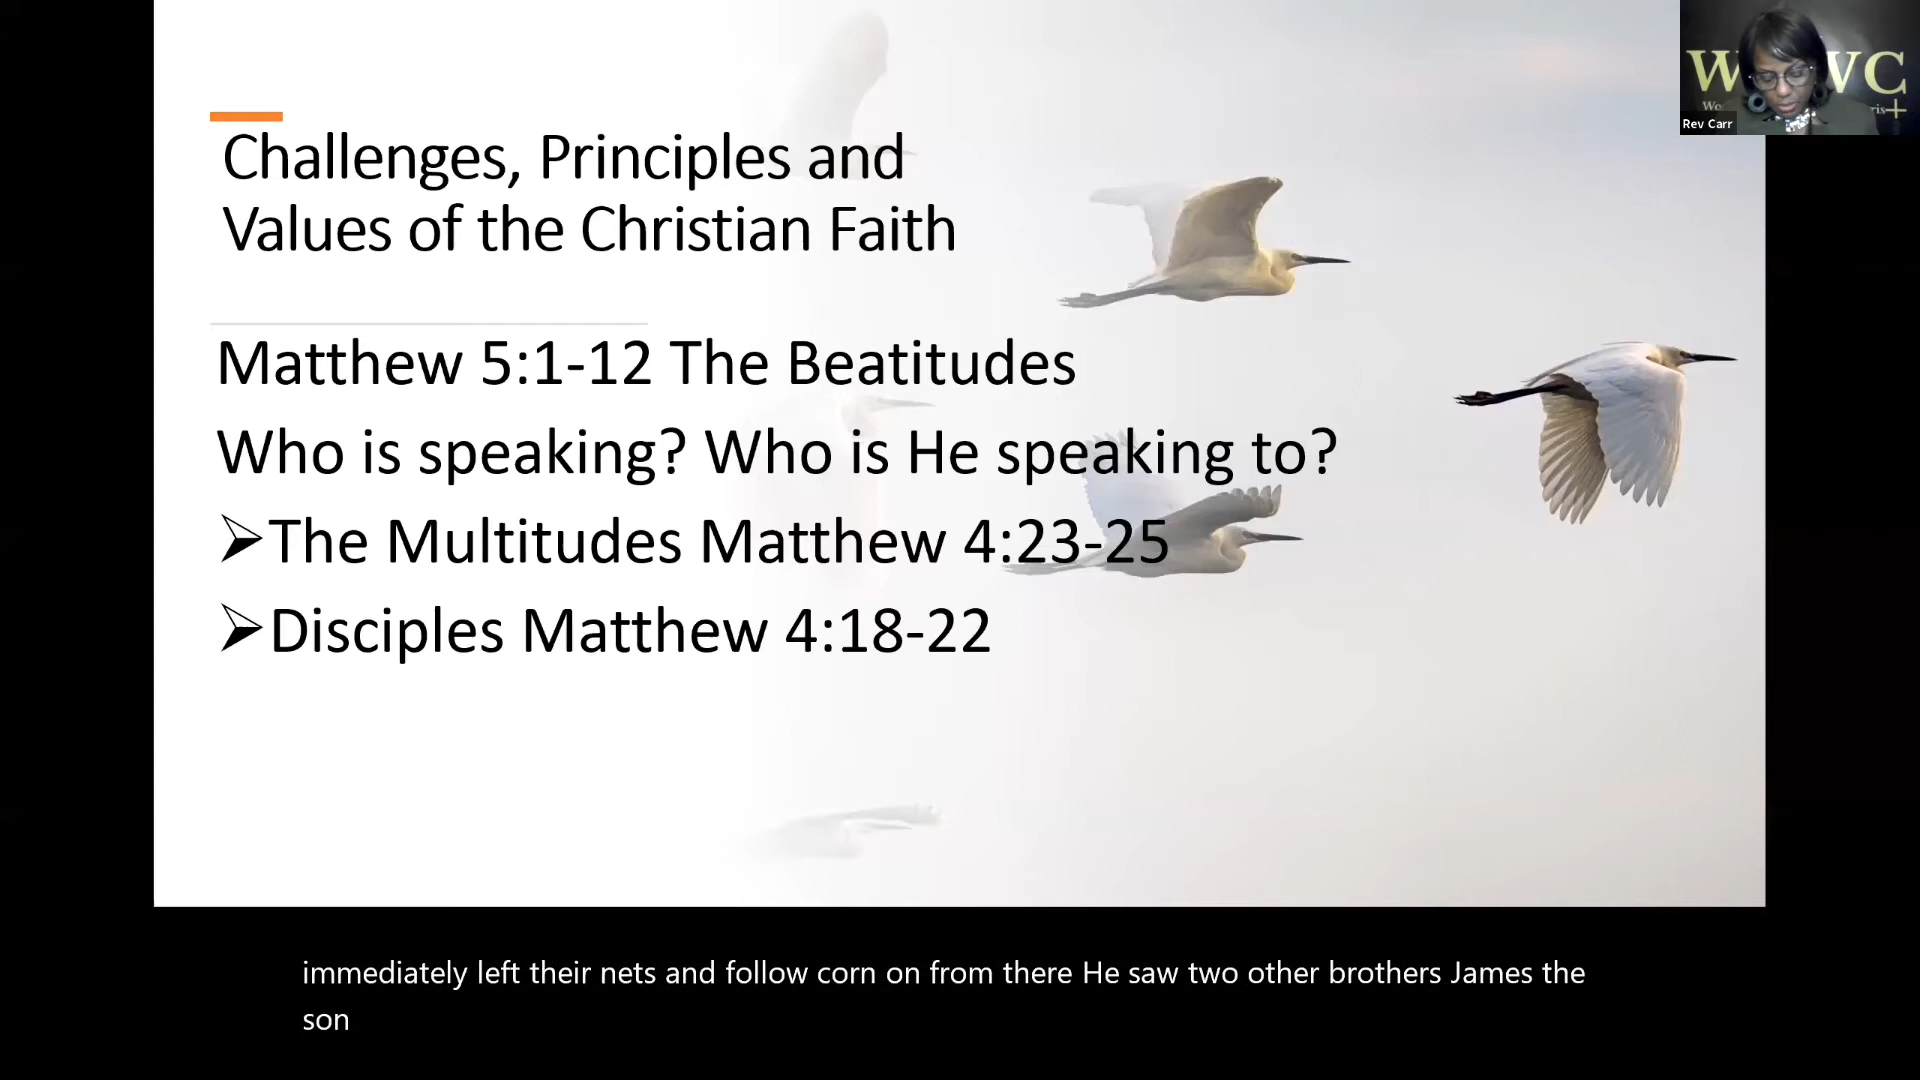 Challenges, Principles and
Values of the Christian Faith
Matthew 5:1-12 The Beatitudes
Who is speaking? Who is He speaking to?
➢The Multitudes Matthew 4:23-25
➢Disciples Matthew 4:18-22
Rev Carr
immediately left their nets and follow corn on from there He saw two other brothers James the
son